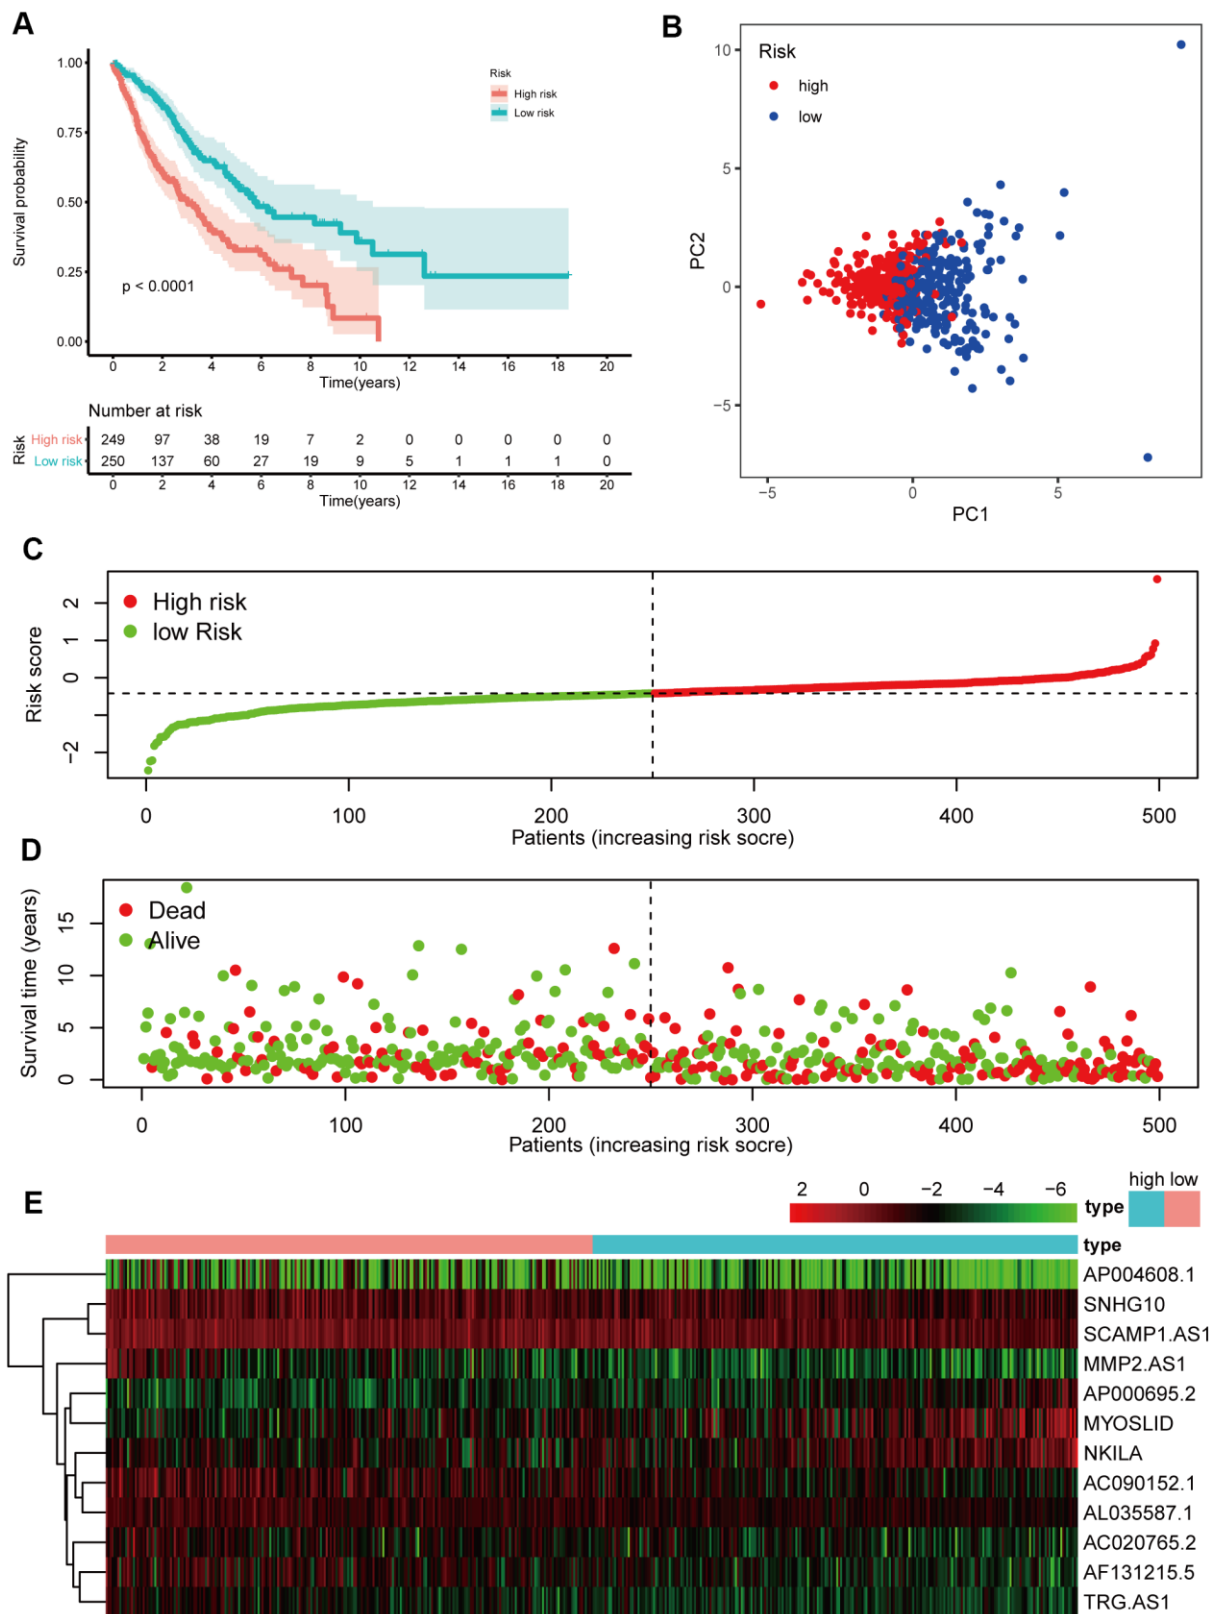 A
1.00
0.75
0.50
0.25
0.00
Survival probability
Risk
High risk
Low risk
p < 0.0001
0 2 4 6 8 10 12 14 16 18 20
Time(years)
Number at risk
Risk
High risk 249 97 38 19 7 2 0 0 0 0 0
Low risk 250 137 60 27 19 9 5 1 1 1 0
0 2 4 6 8 10 12 14 16 18 20
Time(years)
B
Risk
high
low
10
5
0
−5
PC2
−5 0 5
PC1
C
High risk
low Risk
2
1
0
−2
Risk score
0 100 200 300 400 500
Patients (increasing risk socre)
D
Dead
Alive
15
10
5
0
Survival time (years)
0 100 200 300 400 500
Patients (increasing risk socre)
E
2 0 −2 −4 −6
type
high low
type
AP004608.1
SNHG10
SCAMP1.AS1
MMP2.AS1
AP000695.2
MYOSLID
NKILA
AC090152.1
AL035587.1
AC020765.2
AF131215.5
TRG.AS1